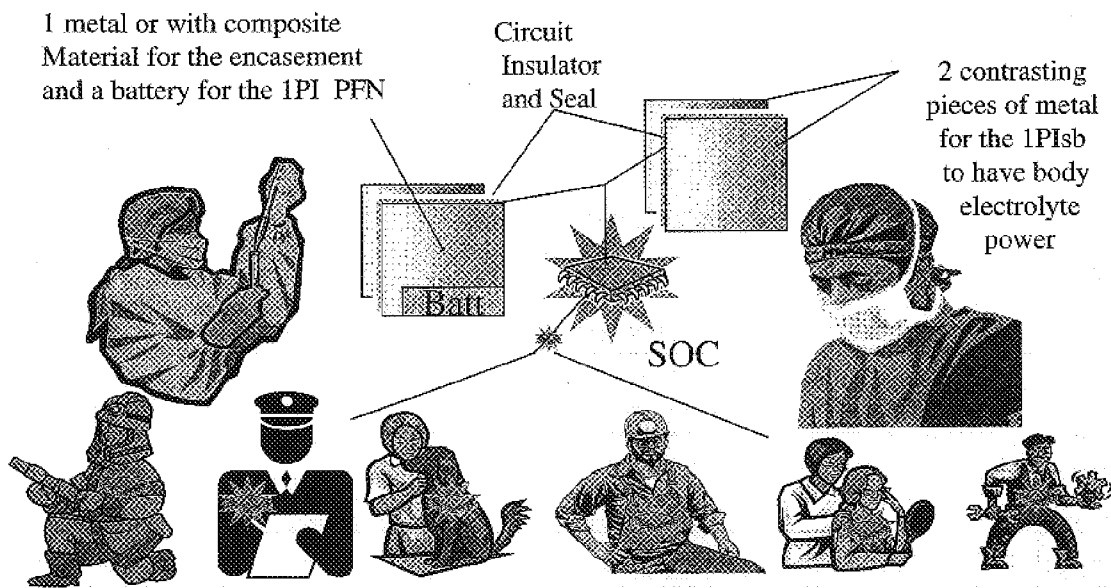 1 metal or with composite
Material for the encasement
and a battery for the 1PI PFN
Circuit
Insulator
and Seal
2 contrasting
pieces of metal
for the 1PIsb
to have body
electrolyte
power
Batt
SOC